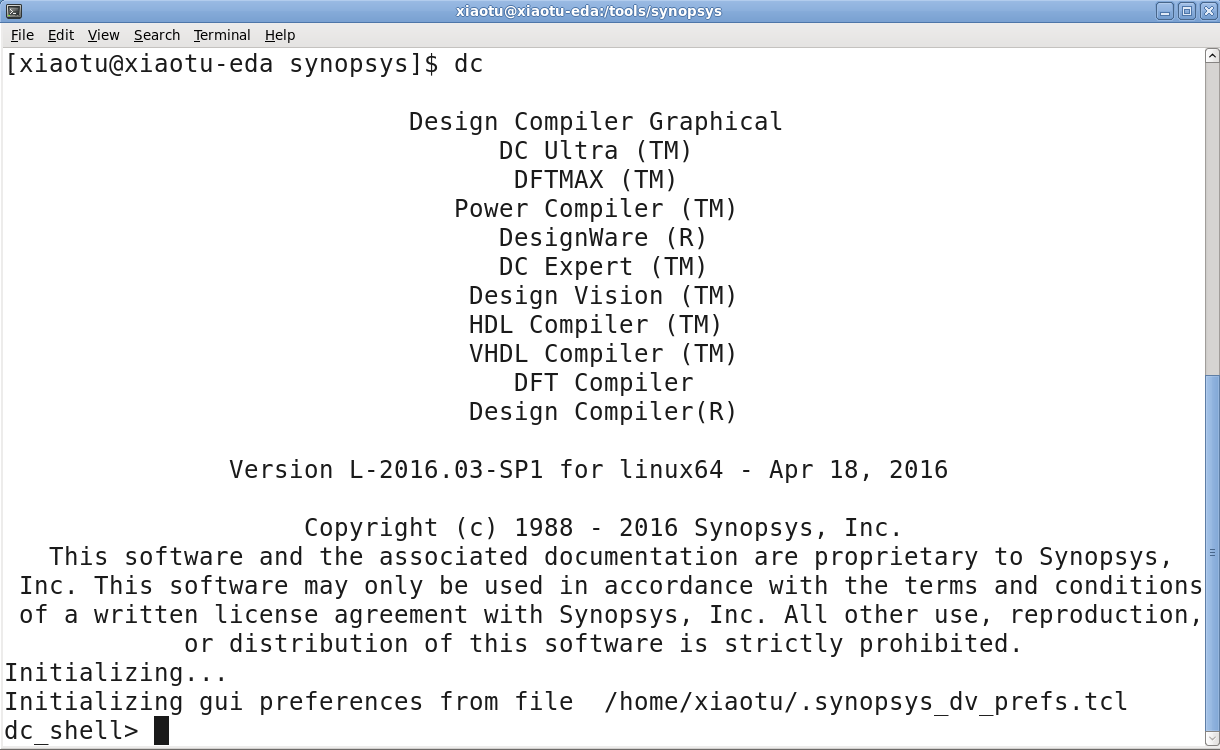 xiaotu@xiaotu-eda:/tools/synopsys
File Edit View Search Terminal Help
[xiaotu@xiaotu-eda synopsys]$ dc
Design Compiler Graphical
DC Ultra (TM)
DFTMAX (TM)
Power Compiler (TM)
DesignWare (R)
DC Expert (TM)
Design Vision (TM)
HDL Compiler (TM)
VHDL Compiler (TM)
DFT Compiler
Design Compiler(R)
Version L-2016.03-SP1 for linux64 - Apr 18, 2016
Copyright (c) 1988 - 2016 Synopsys, Inc.
This software and the associated documentation are proprietary to Synopsys,
Inc. This software may only be used in accordance with the terms and conditions
of a written license agreement with Synopsys, Inc. All other use, reproduction,
or distribution of this software is strictly prohibited.
Initializing...
Initializing gui preferences from file  /home/xiaotu/.synopsys_dv_prefs.tcl
dc_shell>